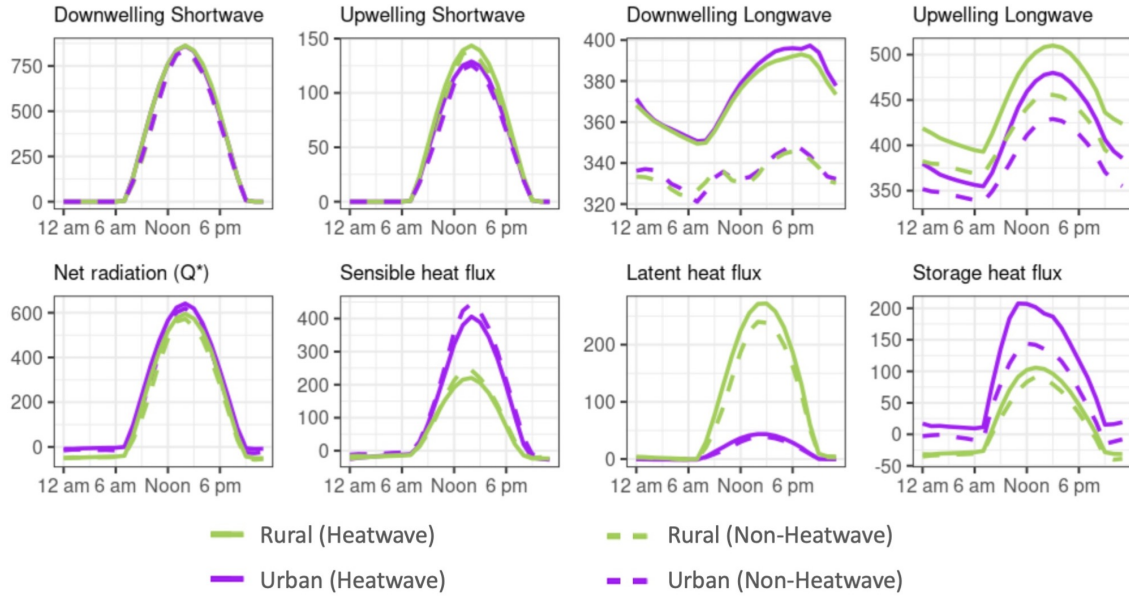 Downwelling Shortwave
Upwelling Shortwave
Downwelling Longwave
Upwelling Longwave
750
500
250
0
12 am 6 am Noon 6 pm
150
100
50
0
12 am 6 am Noon 6 pm
400
380
360
340
320
12 am 6 am Noon 6 pm
500
450
400
350
12 am 6 am Noon 6 pm
Net radiation (Q*)
Sensible heat flux
Latent heat flux
Storage heat flux
600
400
200
0
12 am 6 am Noon 6 pm
400
300
200
100
0
12 am 6 am Noon 6 pm
200
100
0
12 am 6 am Noon 6 pm
200
150
100
50
0
-50
12 am 6 am Noon 6 pm
Rural (Heatwave)
Rural (Non-Heatwave)
Urban (Heatwave)
Urban (Non-Heatwave)